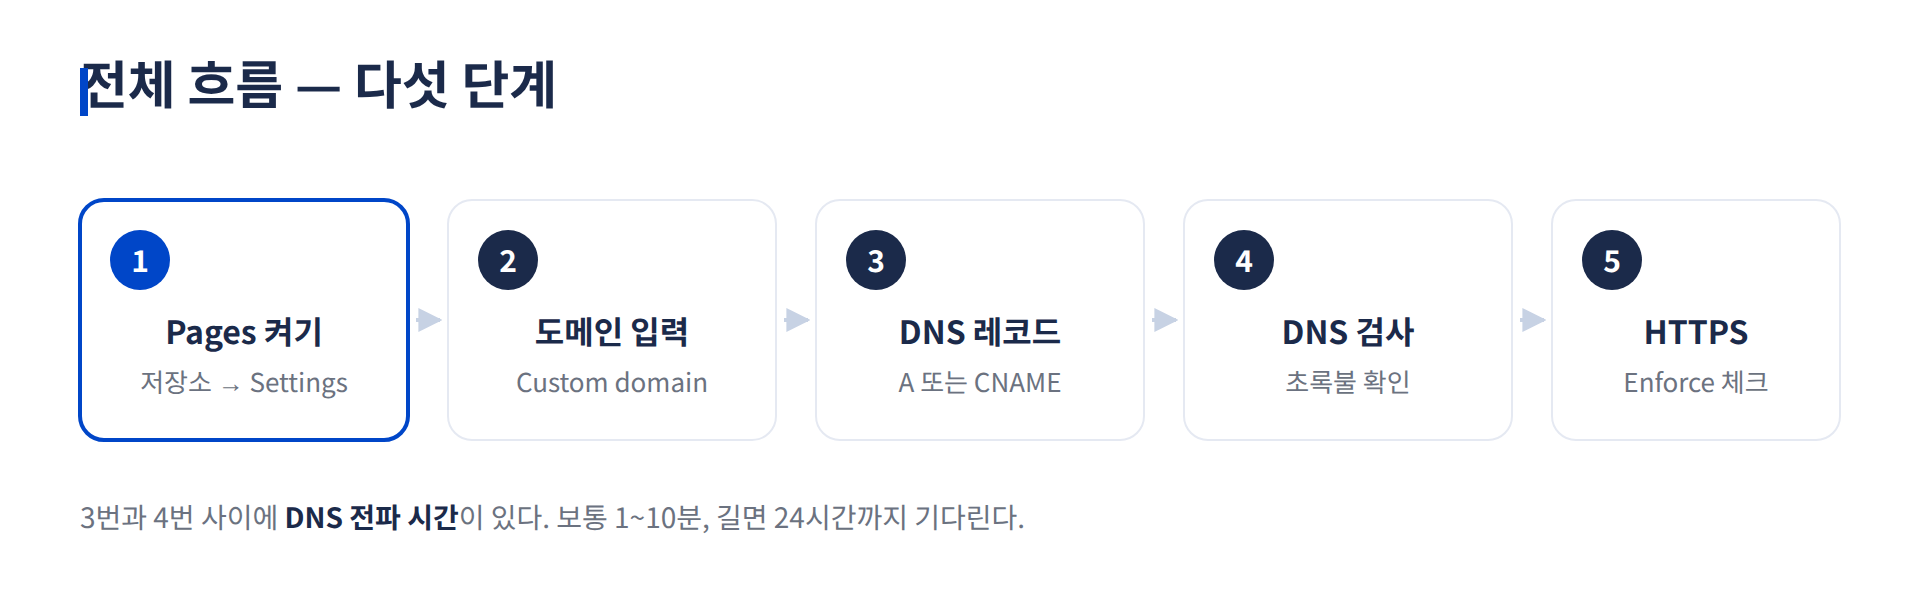 전체 흐름 — 다섯 단계
1
Pages 켜기
저장소 → Settings
2
도메인 입력
Custom domain
3
DNS 레코드
A 또는 CNAME
4
DNS 검사
초록불 확인
5
HTTPS
Enforce 체크
3번과 4번 사이에 DNS 전파 시간이 있다. 보통 1~10분, 길면 24시간까지 기다린다.